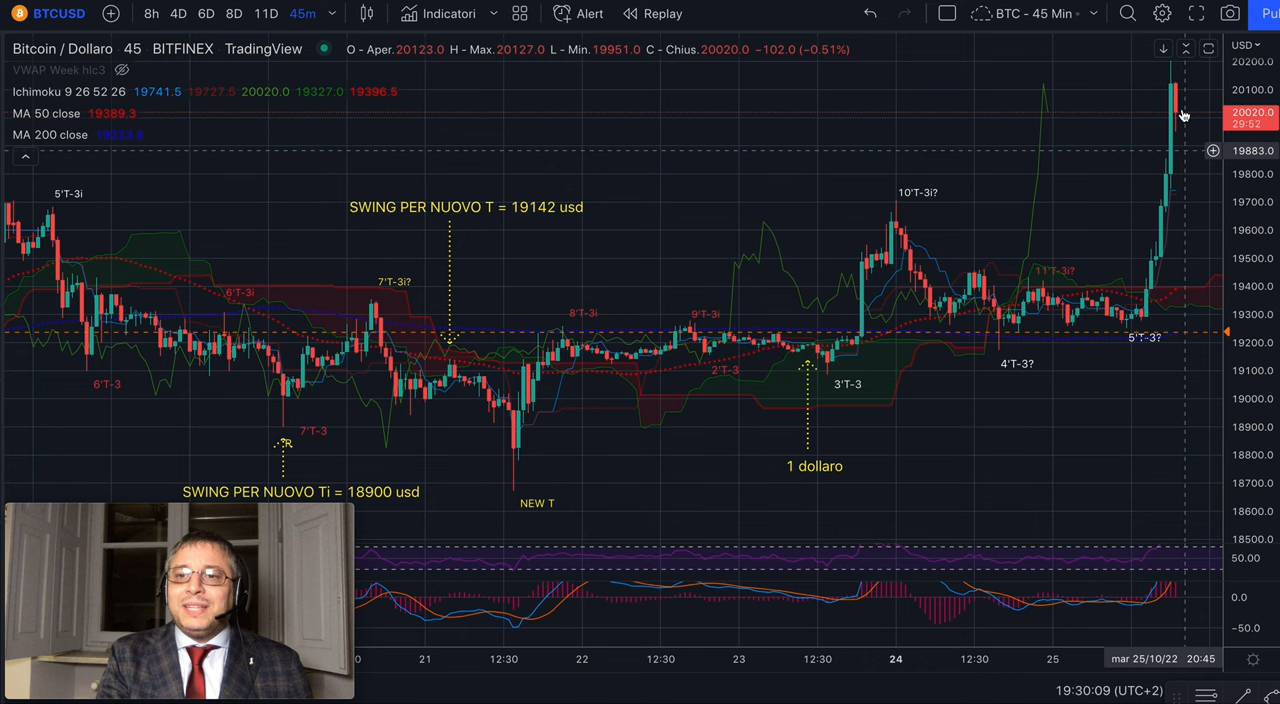 BTCUSD 8h 4D 6D 8D 11D 45m Indicatori Alert Replay BTC - 45 Min Pu
Bitcoin / Dollaro · 45 · BITFINEX · TradingView O - Aper.20123.0 H - Max.20127.0 L - Min.19951.0 C - Chius.20020.0 −102.0 (−0.51%) USD
VWAP Week hlc3
Ichimoku 9 26 52 26 19741.5 19727.5 20020.0 19327.0 19396.5
MA 50 close 19389.3
MA 200 close
20200.0
20100.0
20020.0
29:52
19883.0
19800.0
19700.0
19600.0
19500.0
19400.0
19300.0
19200.0
19100.0
19000.0
18900.0
18800.0
18700.0
18600.0
18500.0
5'T-3i
SWING PER NUOVO T = 19142 usd
10'T-3i?
6'T-3i
7'T-3i?
11'T-3i?
8'T-3i
9'T-3i
5'T-3?
4'T-3?
6'T-3
2'T-3
3'T-3
7'T-3
R
1 dollaro
SWING PER NUOVO Ti = 18900 usd
NEW T
50.00
0.0
−50.0
21 12:30 22 12:30 23 12:30 24 12:30 25 mar 25/10/22 20:45
19:30:09 (UTC+2)